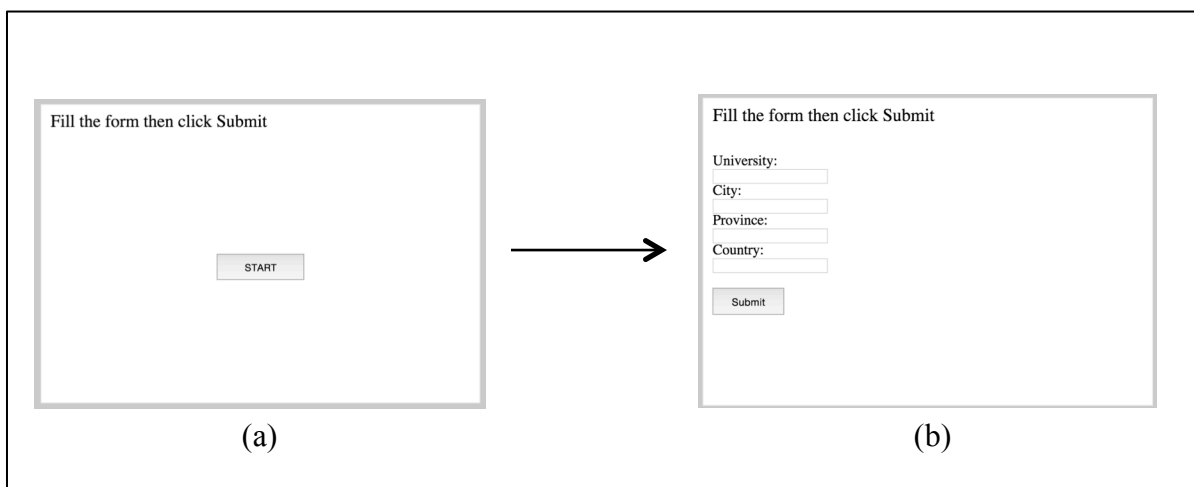 Fill the form then click Submit
START
(a)
Fill the form then click Submit
University:
City:
Province:
Country:
Submit
(b)